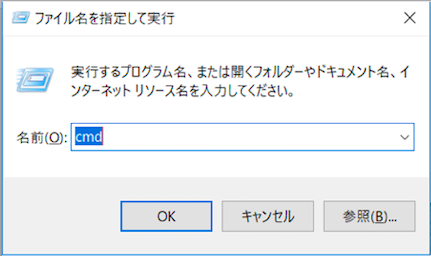 ファイル名を指定して実行
実行するプログラム名、または開くフォルダーやドキュメント名、イ
ンターネット リソース名を入力してください。
名前(O): cmd
OK キャンセル 参照(B)...